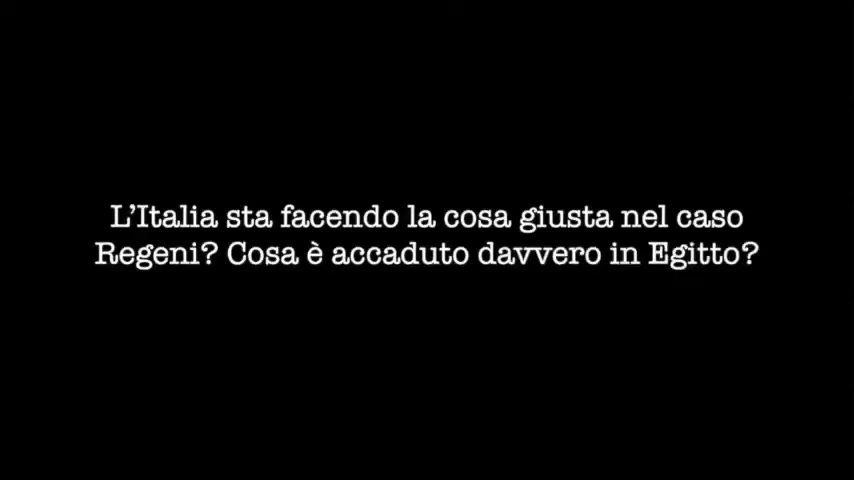 L’Italia sta facendo la cosa giusta nel caso
Regeni? Cosa è accaduto davvero in Egitto?